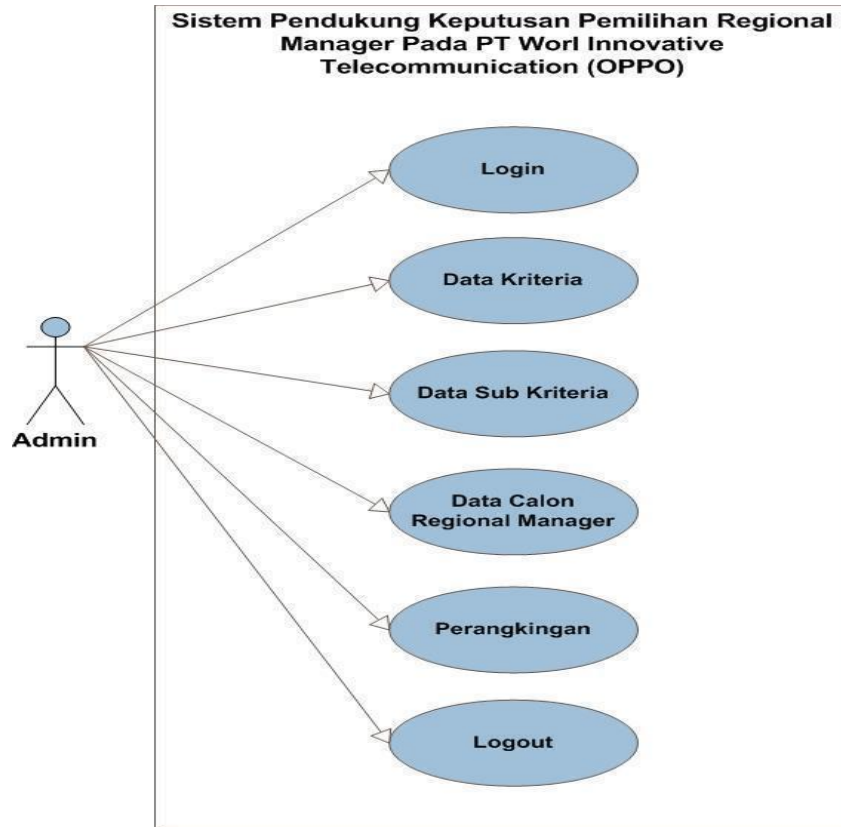 Sistem Pendukung Keputusan Pemilihan Regional
Manager Pada PT Worl Innovative
Telecommunication (OPPO)
Login
Data Kriteria
Data Sub Kriteria
Admin
Data Calon
Regional Manager
Perangkingan
Logout